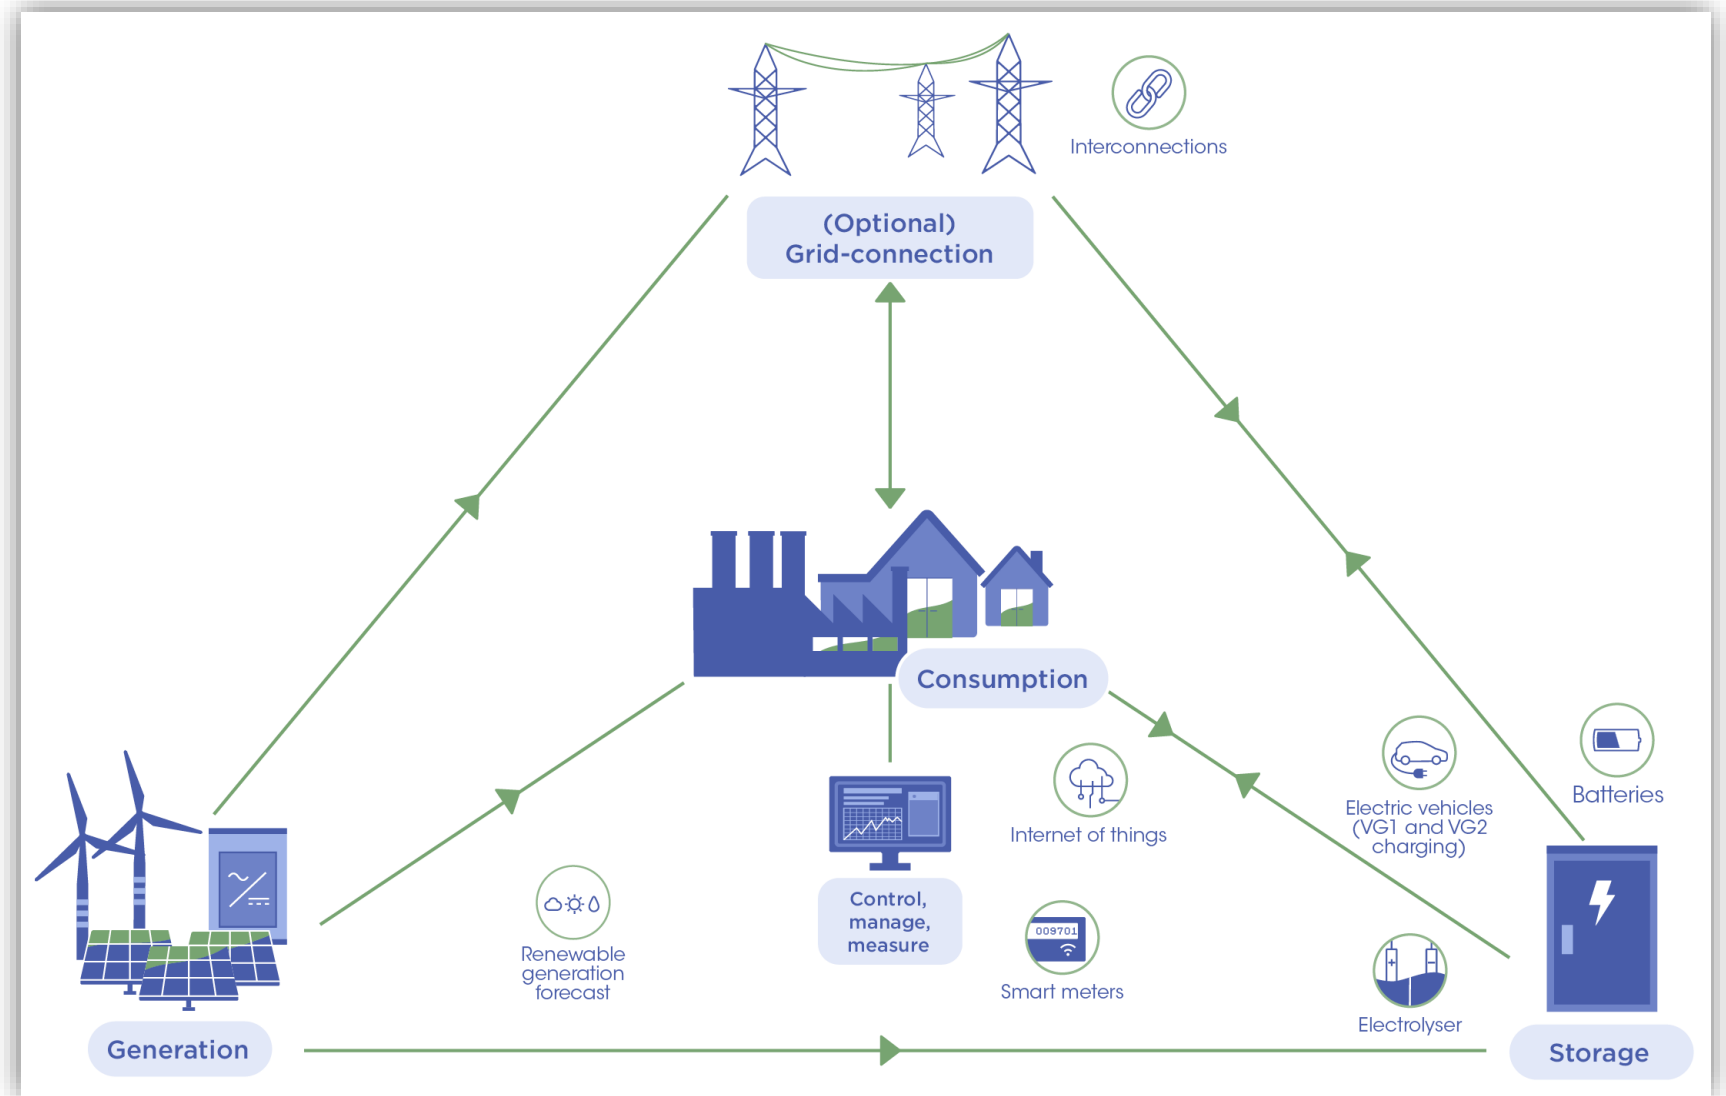 Interconnections
(Optional)
Grid-connection
Consumption
Batteries
Electric vehicles
(VG1 and VG2
charging)
Internet of things
Control,
manage,
measure
009701
Renewable
generation
forecast
Smart meters
Electrolyser
Generation
Storage